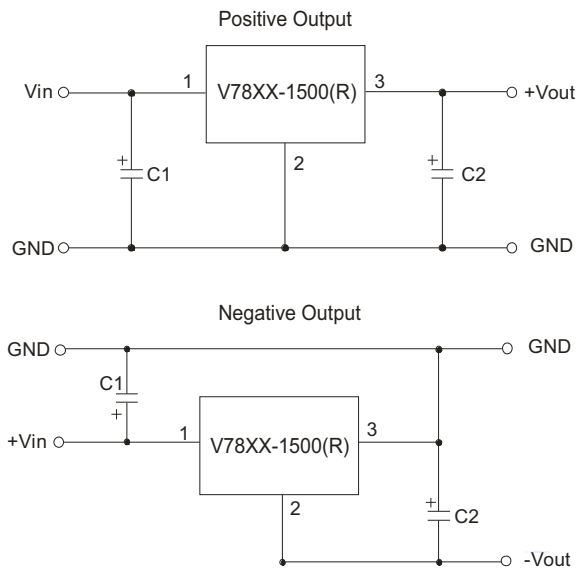 Positive Output
Vin 1 V78XX-1500(R) 3 +Vout
+ C1 2 + C2
GND GND
Negative Output
GND GND
C1
+
+Vin 1 V78XX-1500(R) 3
2 + C2
-Vout